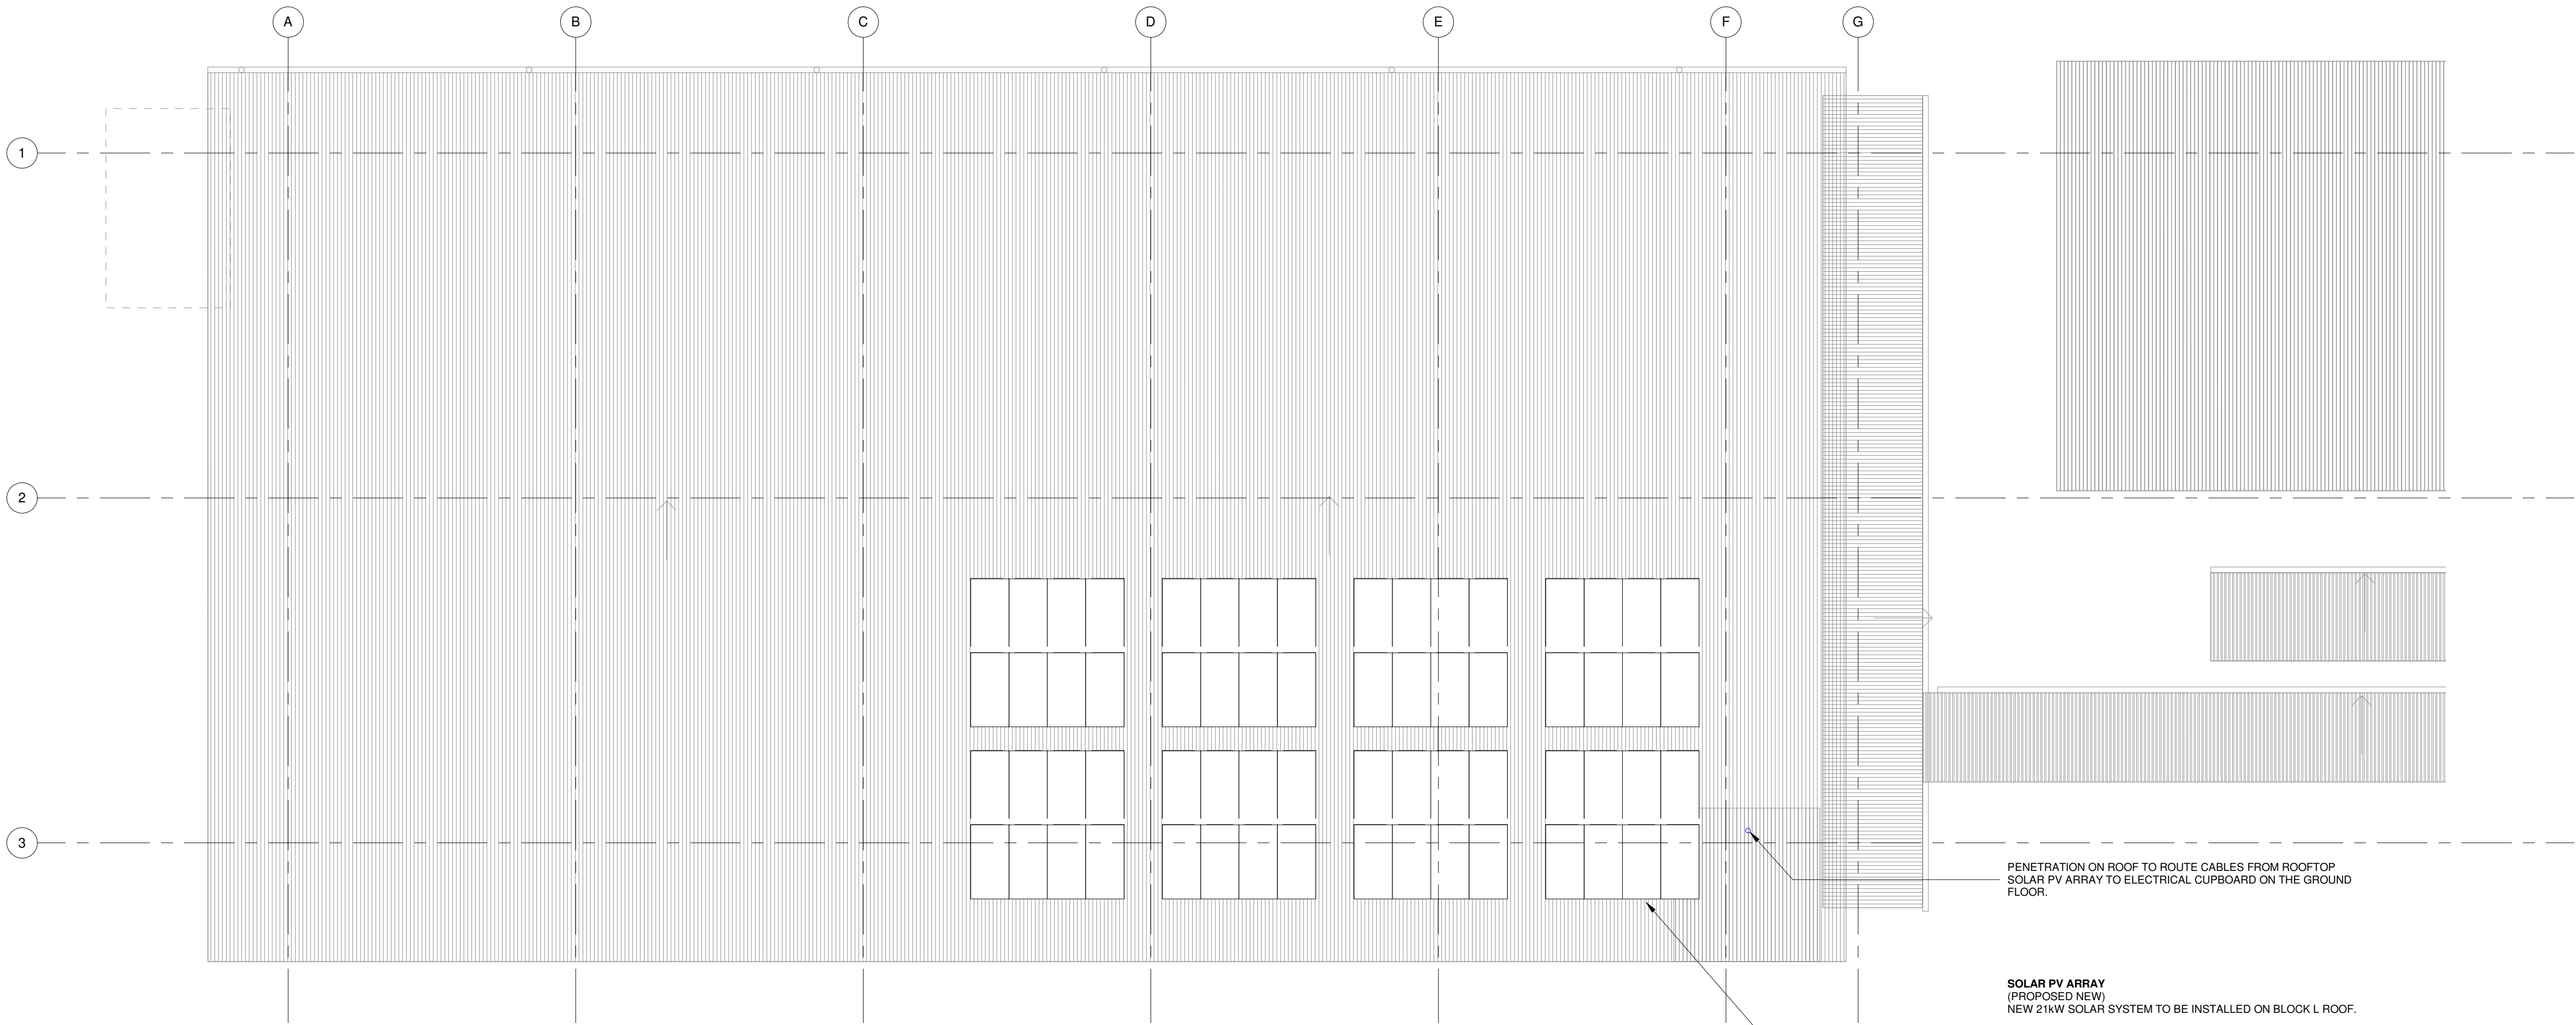 A B C D E F G
1
2
3
PENETRATION ON ROOF TO ROUTE CABLES FROM ROOFTOP
SOLAR PV ARRAY TO ELECTRICAL CUPBOARD ON THE GROUND
FLOOR.
SOLAR PV ARRAY
(PROPOSED NEW)
NEW 21kW SOLAR SYSTEM TO BE INSTALLED ON BLOCK L ROOF.